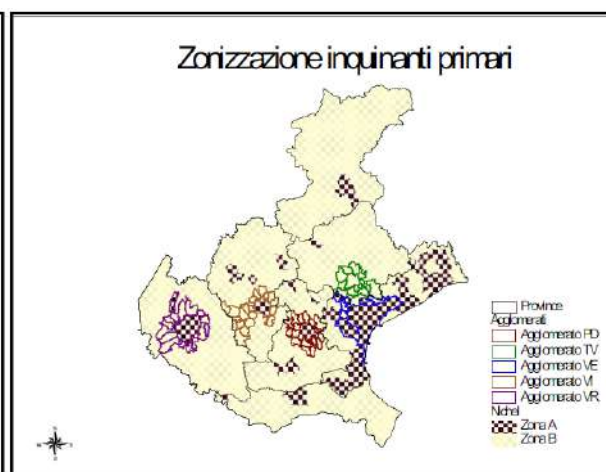 Zonizzazione inquinanti primari
Province
Agglomerati
Agglomerato PD
Agglomerato TV
Agglomerato VE
Agglomerato VI
Agglomerato VR
Nichel
Zona A
Zona B